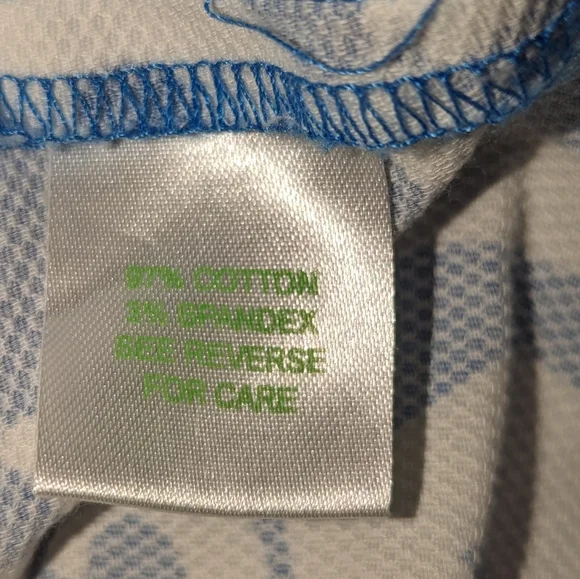 97% COTTON
3% SPANDEX
SEE REVERSE
FOR CARE